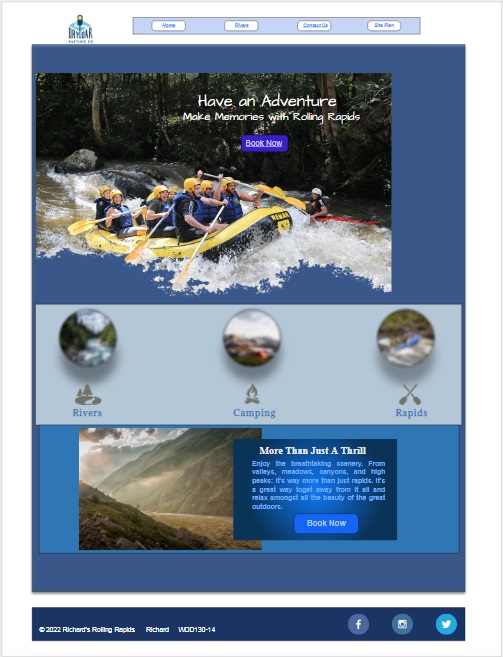 DRYOAR
RAFTING CO.
Home Rivers Contact Us Site Plan
Have an Adventure
Make Memories with Rolling Rapids
Book Now
Rivers Camping Rapids
More Than Just A Thrill
Enjoy the breathtaking scenery. From
valleys, meadows, canyons, and high
peaks: it's way more than just rapids. It's
a great way toget away from it all and
relax amongst all the beauty of the great
outdoors.
Book Now
© 2022 Richard's Rolling Rapids Richard WDD130-14